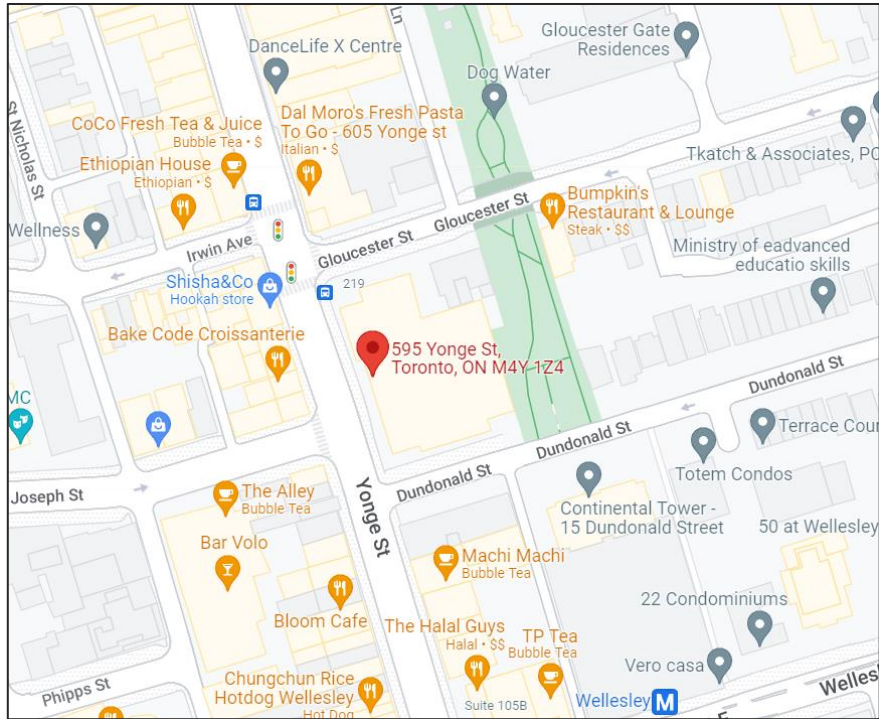 Ln
DanceLife X Centre
Gloucester Gate
Residences
Dog Water
St Nicholas St
CoCo Fresh Tea & Juice
Bubble Tea • $
Dal Moro's Fresh Pasta
To Go - 605 Yonge st
Italian • $
Ethiopian House
Ethiopian • $
Tkatch & Associates, PC
Bumpkin's
Restaurant & Lounge
Steak • $$
Wellness
Irwin Ave
Gloucester St
Gloucester St
Ministry of eadvanced
educatio skills
Shisha&Co
Hookah store
219
Bake Code Croissanterie
595 Yonge St,
Toronto, ON M4Y 1Z4
MC
Dundonald St
Terrace Cour
Dundonald St
Totem Condos
Joseph St
Dundonald St
The Alley
Bubble Tea
Yonge St
Continental Tower -
15 Dundonald Street
50 at Wellesley
Bar Volo
Machi Machi
Bubble Tea
Bloom Cafe
22 Condominiums
The Halal Guys
Halal • $$
TP Tea
Bubble Tea
Vero casa
Phipps St
Chungchun Rice
Hotdog Wellesley
Hot Dog
Suite 105B
Wellesley M
Welles